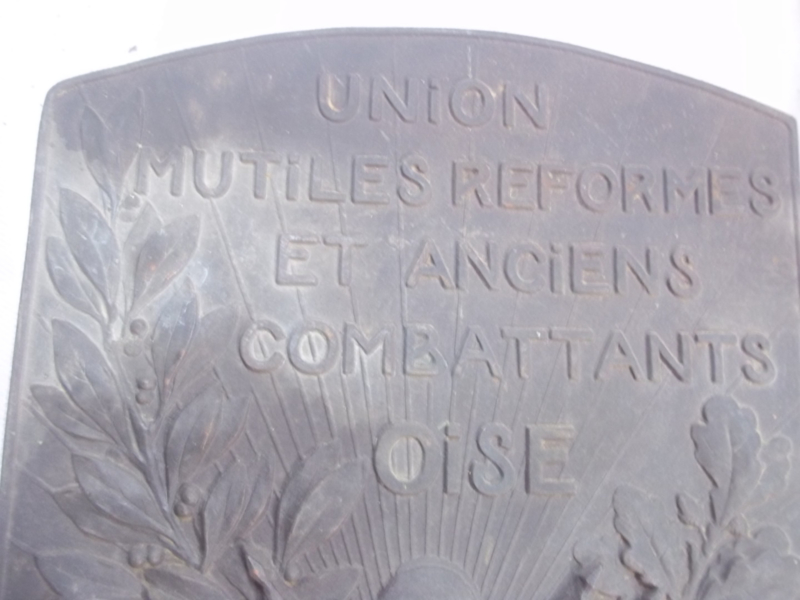 UNiON
MUTiLES REFORMES
ET ANCiENS
COMBATTANTS
OiSE